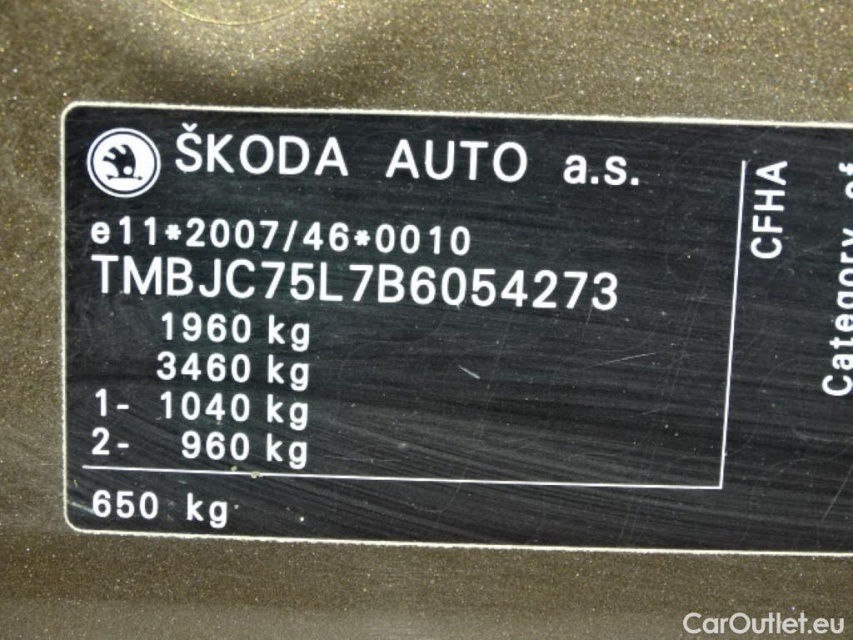 ŠKODA AUTO a.s.
e11*2007/46*0010
TMBJC75L7B6054273
1960 kg
3460 kg
1- 1040 kg
2- 960 kg
650 kg
CFHA
Category of
CarOutlet.eu